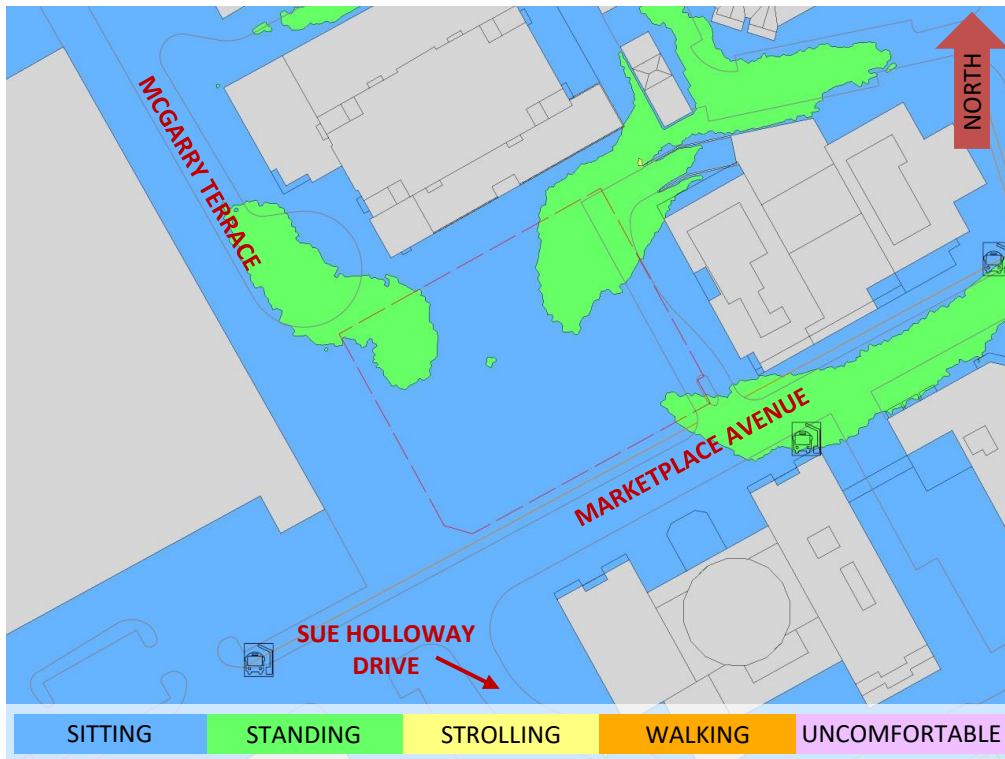 NORTH
MCGARRY TERRACE
MARKETPLACE AVENUE
SUE HOLLOWAY
DRIVE
SITTING
STANDING
STROLLING
WALKING
UNCOMFORTABLE